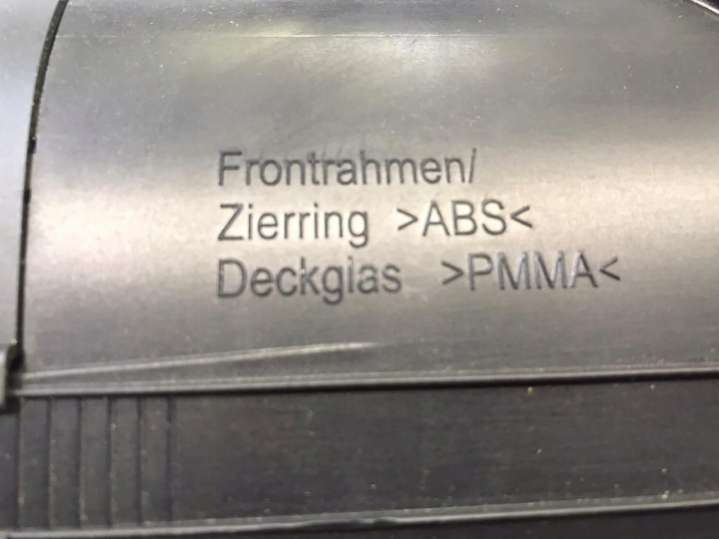 Frontrahmen/
Zierring >ABS<
Deckglas >PMMA<